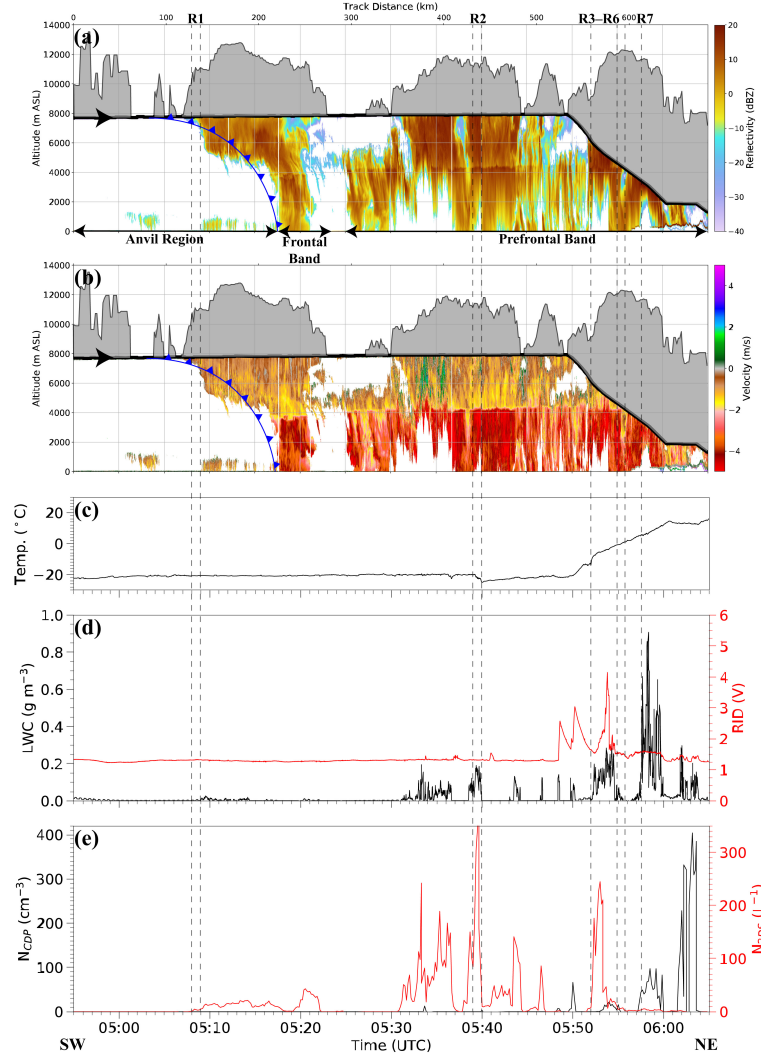 Track Distance (km)
0 100 200 300 400 500 600
R1 R2 R3–R6 R7
(a)
14000
12000
10000
8000
6000
4000
2000
0
Altitude (m ASL)
20
10
0
−10
−20
−30
−40
Reflectivity (dBZ)
Anvil Region
Frontal
Band
Prefrontal Band
(b)
14000
12000
10000
8000
6000
4000
2000
0
Altitude (m ASL)
4
2
0
−2
−4
Velocity (m/s)
(c)
20
0
−20
Temp. (°C)
(d)
1.0
0.8
0.6
0.4
0.2
0.0
LWC (g m⁻³)
6
5
4
3
2
1
0
RID (V)
(e)
400
300
200
100
0
N_CDP (cm⁻³)
300
200
100
0
05:00 05:10 05:20 05:30 05:40 05:50 06:00
SW Time (UTC) NE